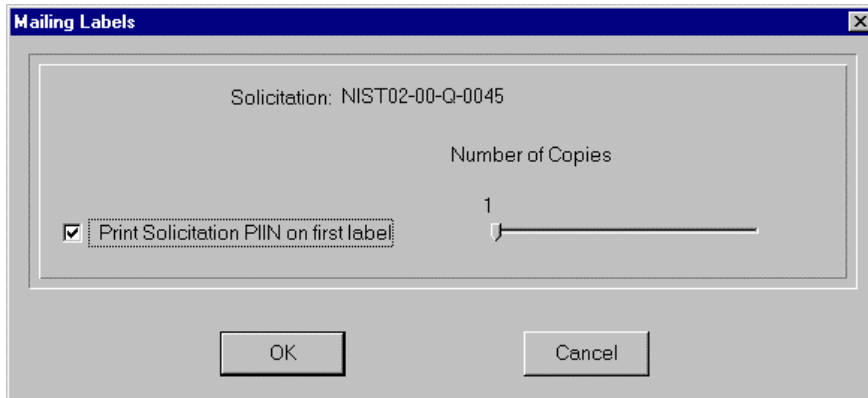 Mailing Labels
Solicitation: NIST02-00-Q-0045
Number of Copies
1
Print Solicitation PIIN on first label
OK
Cancel